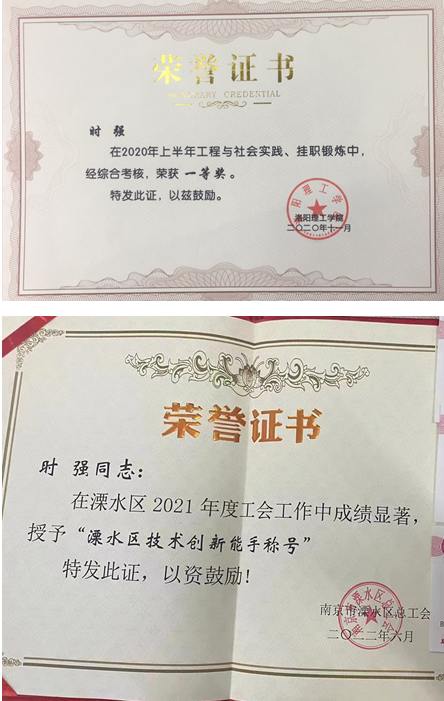 荣誉证书
HONORARY CREDENTIAL
时 强
在2020年上半年工程与社会实践、挂职锻炼中，
经综合考核，荣获 一等奖。
特发此证，以兹鼓励。
洛阳理工学院
二〇二〇年十一月
荣誉证书
时 强同志：
在溧水区 2021 年度工会工作中成绩显著，
授予“溧水区技术创新能手称号”
特发此证，以资鼓励！
南京市溧水区总工会
二〇二二年六月